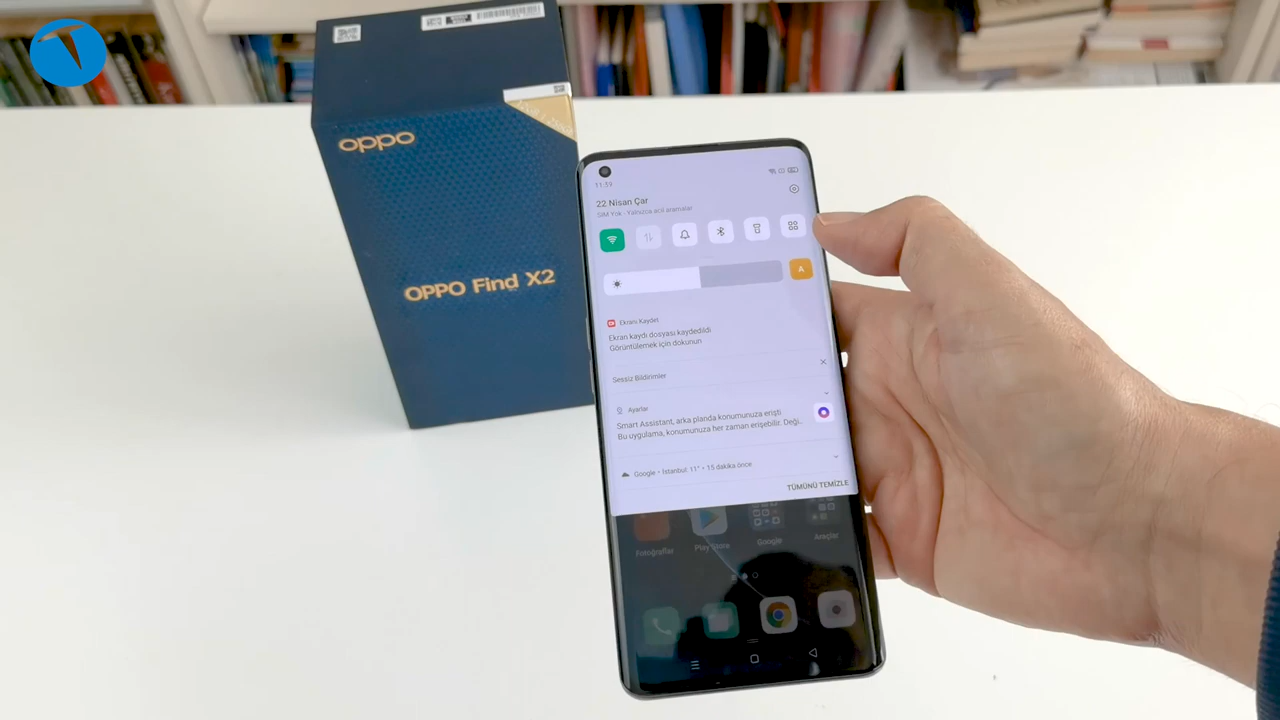 oppo
OPPO Find X2
11:59
22 Nisan Çar
SIM Yok - Yalnızca acil aramalar
A
Ekranı Kaydet
Ekran kaydı dosyası kaydedildi
Görüntülemek için dokunun
Sessiz Bildirimler
Ayarlar
Smart Assistant, arka planda konumunuza erişti
Bu uygulama, konumunuza her zaman erişebilir. Deği...
Google • İstanbul: 11° • 15 dakika önce
TÜMÜNÜ TEMİZLE
Fotoğraflar
Play Store
Google
Araçlar